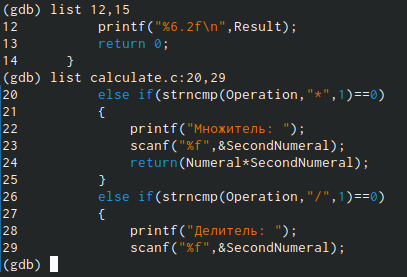 (gdb) list 12,15
12          printf("%6.2f\n",Result);
13          return 0;
14      }
(gdb) list calculate.c:20,29
20          else if(strncmp(Operation,"*",1)==0)
21          {
22              printf("Множитель: ");
23              scanf("%f",&SecondNumeral);
24              return(Numeral*SecondNumeral);
25          }
26          else if(strncmp(Operation,"/",1)==0)
27          {
28              printf("Делитель: ");
29              scanf("%f",&SecondNumeral);
(gdb)